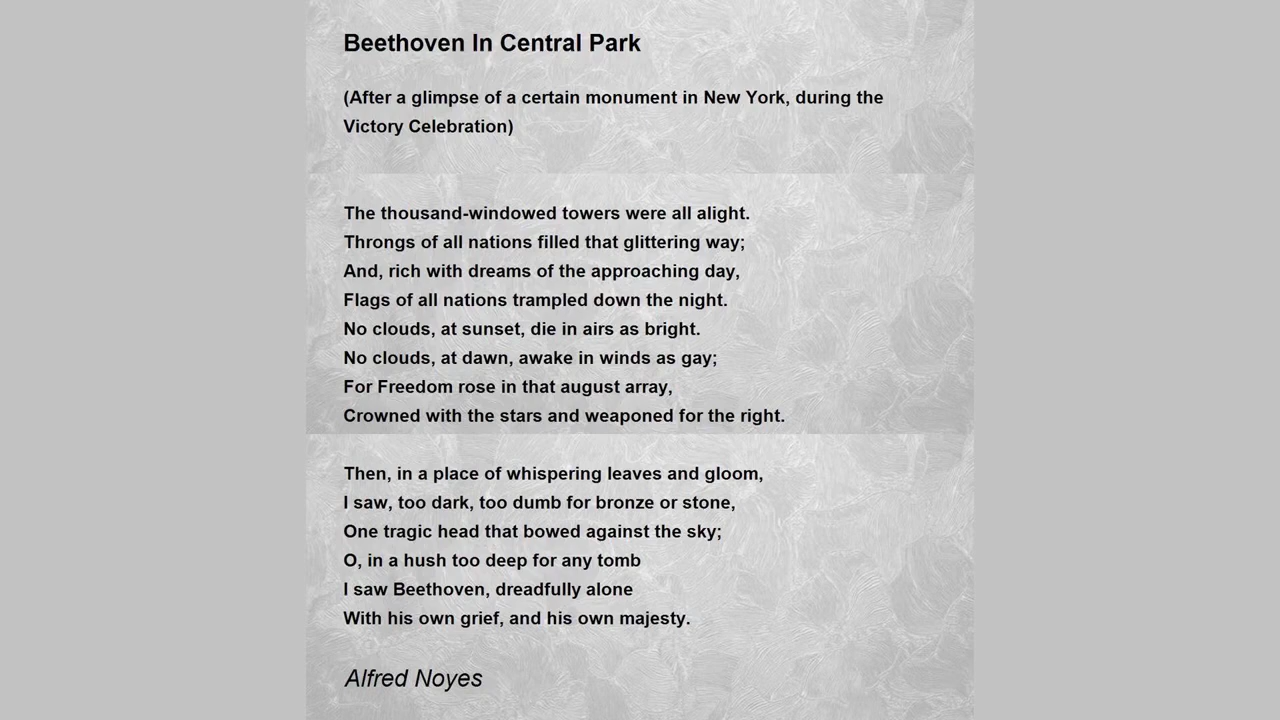 Beethoven In Central Park
(After a glimpse of a certain monument in New York, during the
Victory Celebration)
The thousand-windowed towers were all alight.
Throngs of all nations filled that glittering way;
And, rich with dreams of the approaching day,
Flags of all nations trampled down the night.
No clouds, at sunset, die in airs as bright.
No clouds, at dawn, awake in winds as gay;
For Freedom rose in that august array,
Crowned with the stars and weaponed for the right.
Then, in a place of whispering leaves and gloom,
I saw, too dark, too dumb for bronze or stone,
One tragic head that bowed against the sky;
O, in a hush too deep for any tomb
I saw Beethoven, dreadfully alone
With his own grief, and his own majesty.
Alfred Noyes